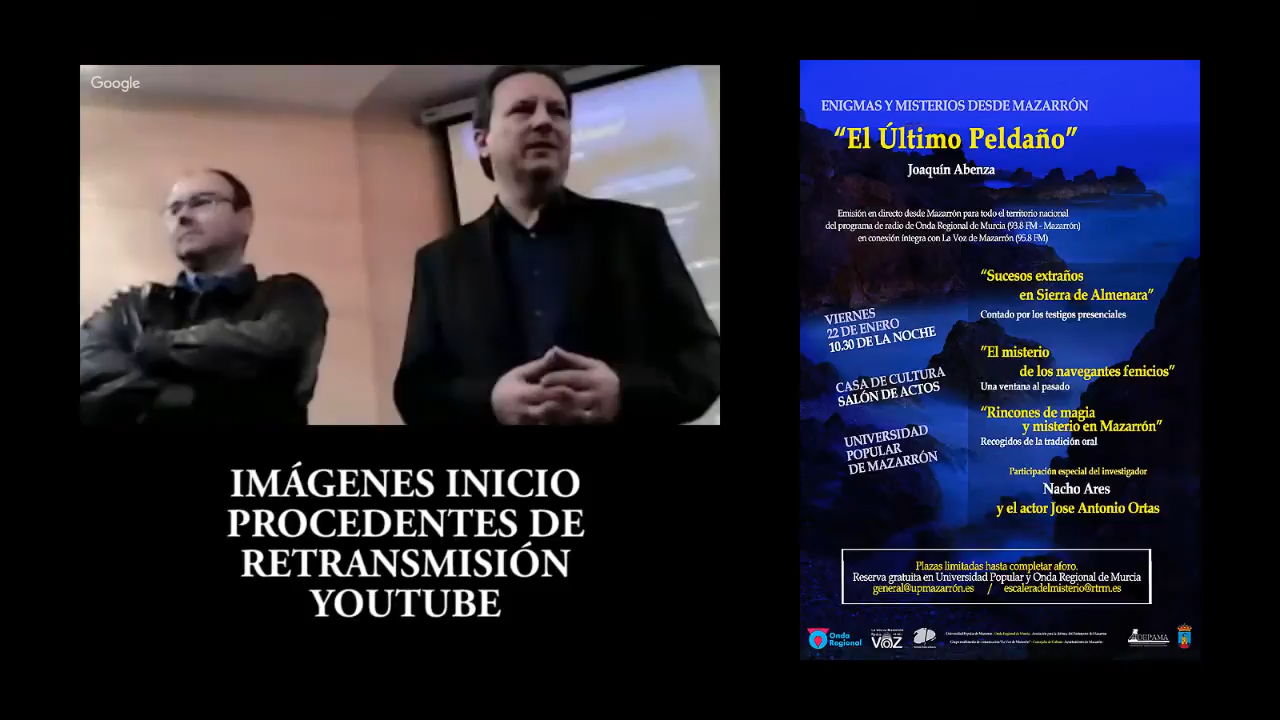 Google
IMÁGENES INICIO
PROCEDENTES DE
RETRANSMISIÓN
YOUTUBE
ENIGMAS Y MISTERIOS DESDE MAZARRÓN
“El Último Peldaño”
Joaquín Abenza
Emisión en directo desde Mazarrón para todo el territorio nacional
del programa de radio de Onda Regional de Murcia (93.8 FM - Mazarrón)
en conexión íntegra con La Voz de Mazarrón (95.8 FM)
“Sucesos extraños
en Sierra de Almenara”
Contado por los testigos presenciales
VIERNES
22 DE ENERO
10.30 DE LA NOCHE
“El misterio
de los navegantes fenicios”
Una ventana al pasado
CASA DE CULTURA
SALÓN DE ACTOS
“Rincones de magia
y misterio en Mazarrón”
Recogidos de la tradición oral
UNIVERSIDAD
POPULAR
DE MAZARRÓN
Participación especial del investigador
Nacho Ares
y el actor Jose Antonio Ortas
Plazas limitadas hasta completar aforo.
Reserva gratuita en Universidad Popular y Onda Regional de Murcia
general@upmazarrón.es / escaleradelmisterio@rtrm.es
Onda
Regional
VOZ